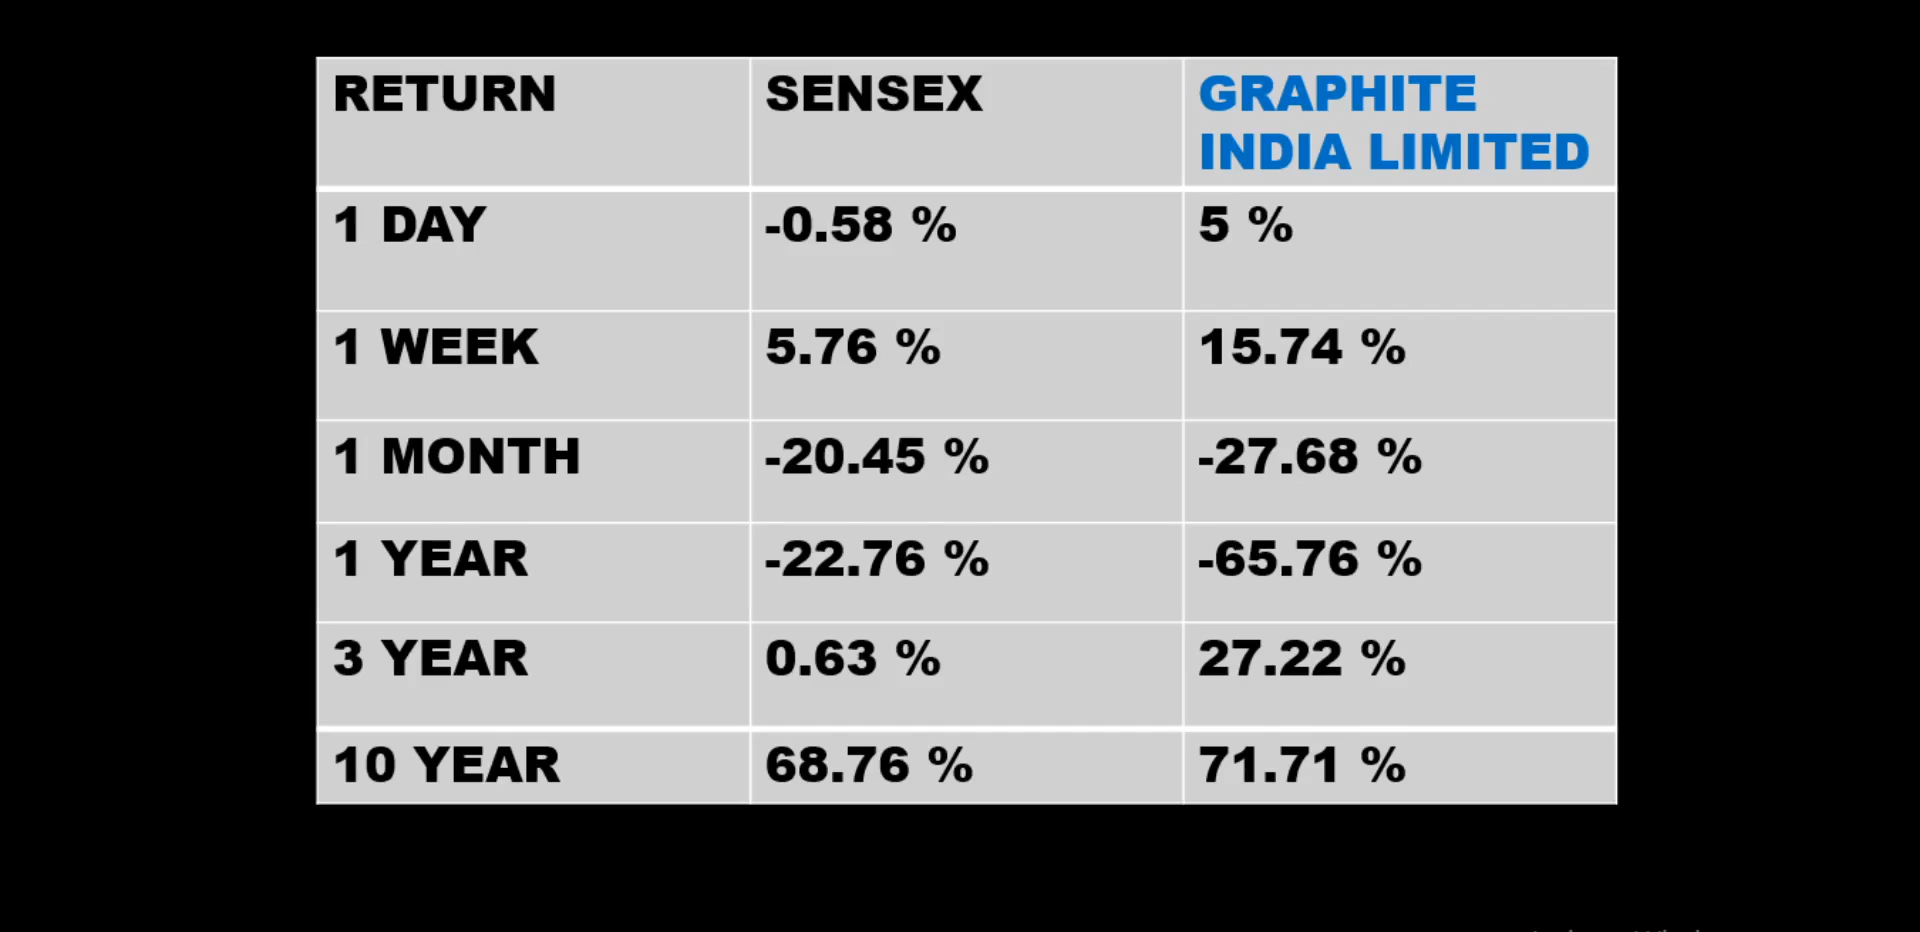 RETURN SENSEX GRAPHITE
INDIA LIMITED
1 DAY -0.58 % 5 %
1 WEEK 5.76 % 15.74 %
1 MONTH -20.45 % -27.68 %
1 YEAR -22.76 % -65.76 %
3 YEAR 0.63 % 27.22 %
10 YEAR 68.76 % 71.71 %